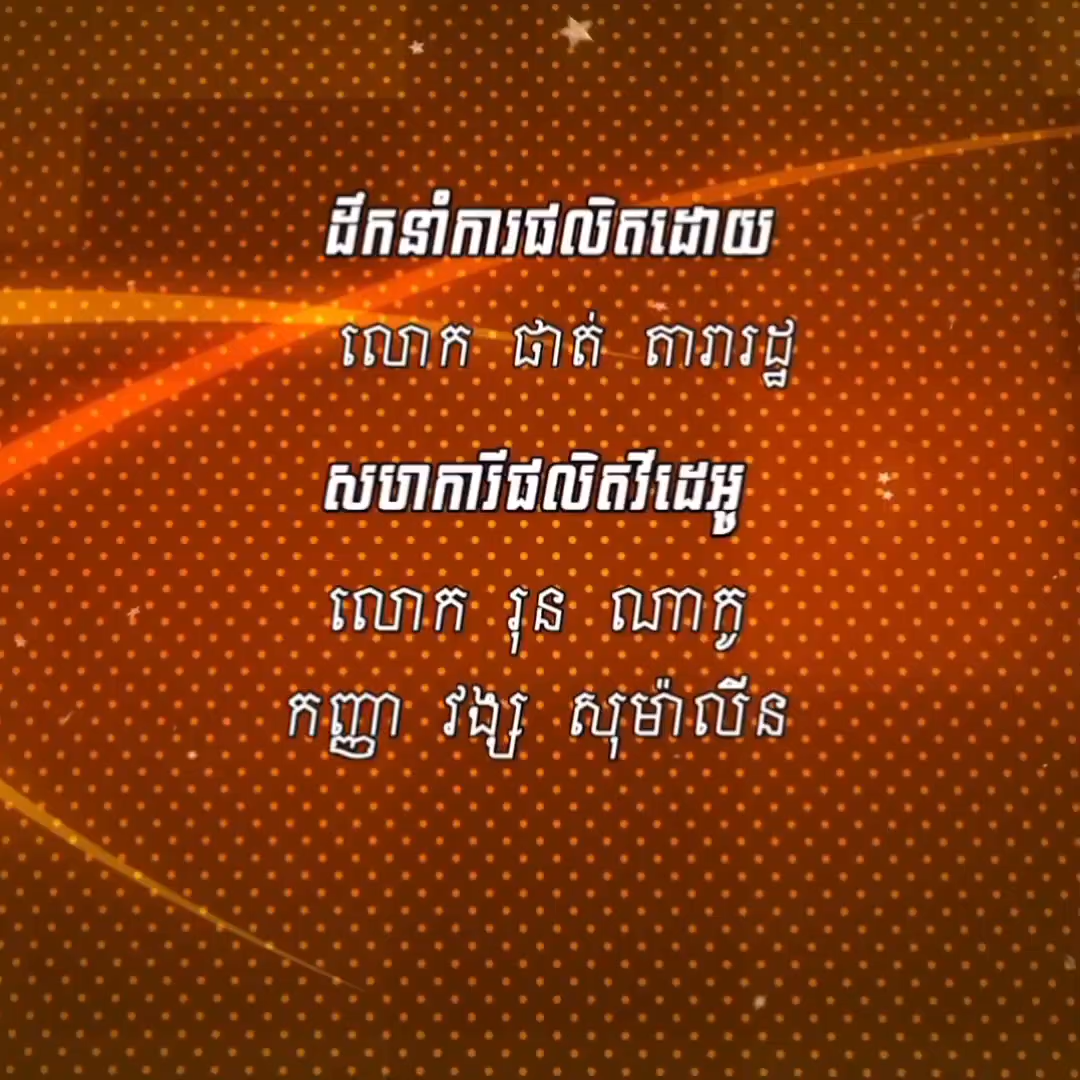 ដឹកនាំការផលិតដោយ
លោក ផាត់ តារារដ្ឋ
សហការីផលិតវីដេអូ
លោក រុន ណាកូ
កញ្ញា វង្ស សុម៉ាលីន